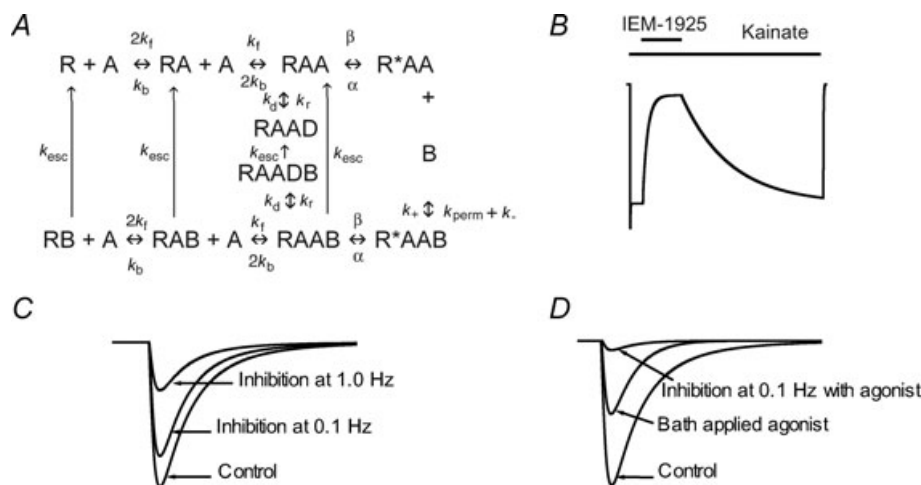 A
2kf kf β
R + A ↔ RA + A ↔ RAA ↔ R*AA
kb 2kb α
kd ↕ kr +
RAAD
kesc kesc kesc ↑ kesc B
RAADB
kd ↕ kr k+ ↕ kperm + k-
2kf kf β
RB + A ↔ RAB + A ↔ RAAB ↔ R*AAB
kb 2kb α
B
IEM-1925
Kainate
C
Inhibition at 1.0 Hz
Inhibition at 0.1 Hz
Control
D
Inhibition at 0.1 Hz with agonist
Bath applied agonist
Control